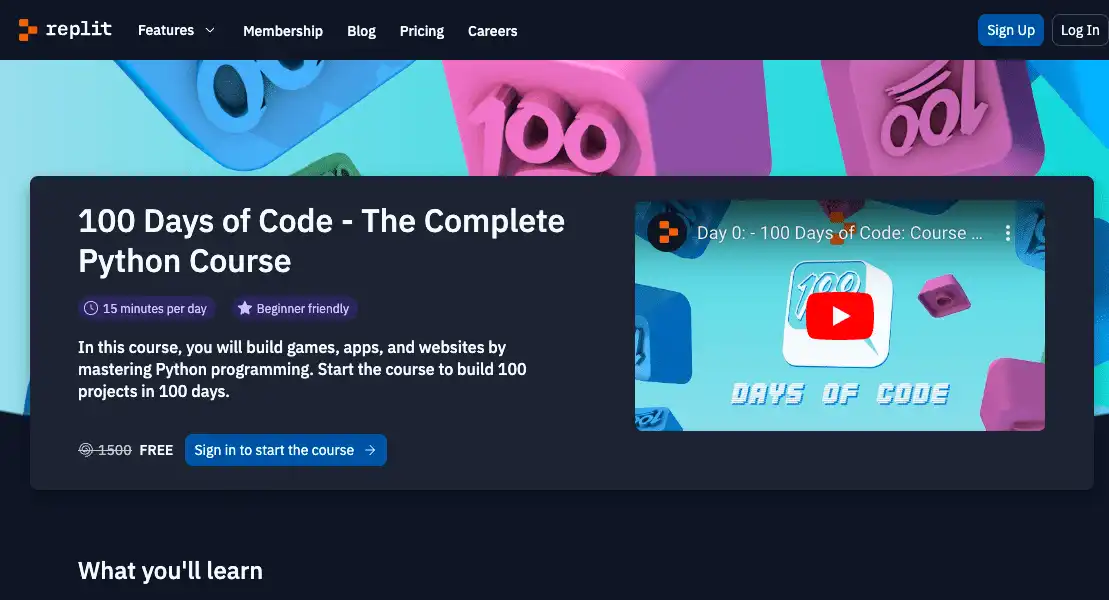 replit
Features
Membership
Blog
Pricing
Careers
Sign Up
Log In
100
100
100 Days of Code - The Complete
Python Course
15 minutes per day
Beginner friendly
In this course, you will build games, apps, and websites by
mastering Python programming. Start the course to build 100
projects in 100 days.
1500 FREE
Sign in to start the course
Day 0: - 100 Days of Code: Course ...
100
DAYS OF CODE
What you'll learn